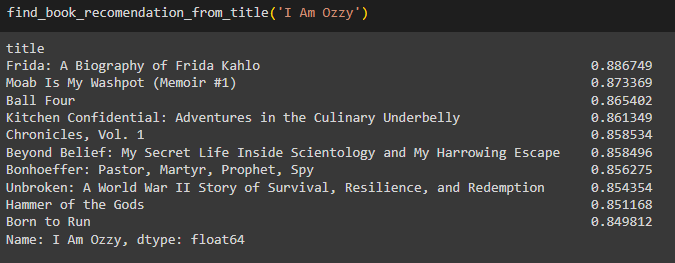 find_book_recomendation_from_title('I Am Ozzy')
title
Frida: A Biography of Frida Kahlo 0.886749
Moab Is My Washpot (Memoir #1) 0.873369
Ball Four 0.865402
Kitchen Confidential: Adventures in the Culinary Underbelly 0.861349
Chronicles, Vol. 1 0.858534
Beyond Belief: My Secret Life Inside Scientology and My Harrowing Escape 0.858496
Bonhoeffer: Pastor, Martyr, Prophet, Spy 0.856275
Unbroken: A World War II Story of Survival, Resilience, and Redemption 0.854354
Hammer of the Gods 0.851168
Born to Run 0.849812
Name: I Am Ozzy, dtype: float64